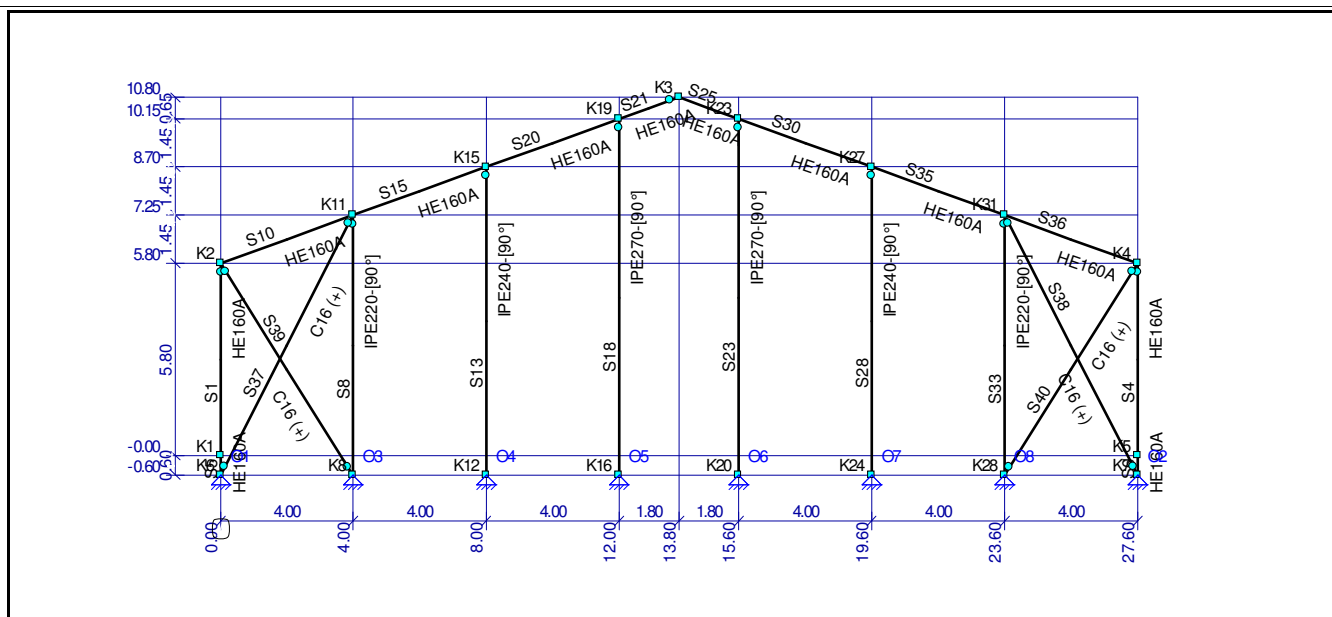 10.80
10.15
0.65
1.45
8.70
1.45
7.25
1.45
5.80
5.80
-0.00
-0.60
K3
S25
K19
S21
K23
HE160A
HE160A
S20
S30
HE160A
HE160A
K15
K27
S15
S35
HE160A
HE160A
K11
K31
S10
S36
HE160A
HE160A
K2
K4
HE160A
S39
C16 (+)
IPE220-[90°]
IPE240-[90°]
IPE270-[90°]
IPE270-[90°]
IPE240-[90°]
IPE220-[90°]
S38
C16 (+)
HE160A
S1
S37
C16 (+)
S8
S13
S18
S23
S28
S33
S40
C16 (+)
S4
K1
K5
HE160A
HE160A
K8
O3
K12
O4
K16
O5
K20
O6
K24
O7
K28
O8
4.00
4.00
4.00
1.80
1.80
4.00
4.00
4.00
0.00
4.00
8.00
12.00
13.80
15.60
19.60
23.60
27.60